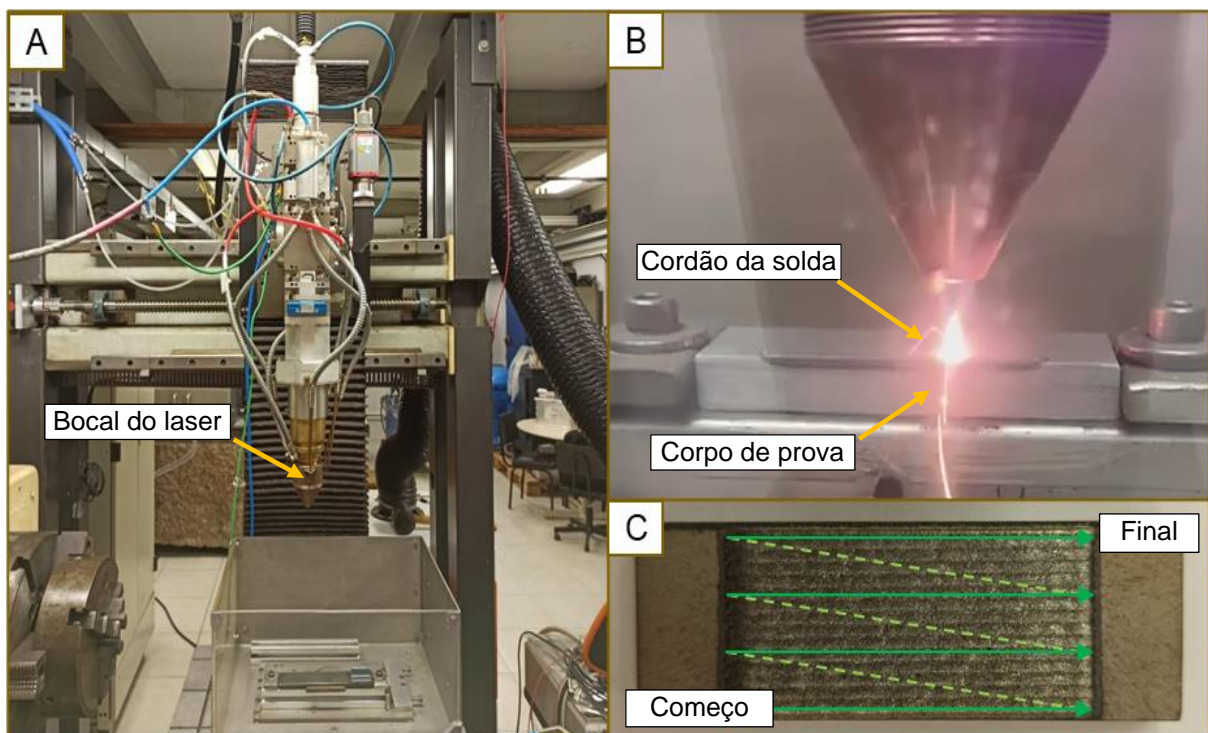 A
Bocal do laser
B
Cordão da solda
Corpo de prova
C
Final
Começo